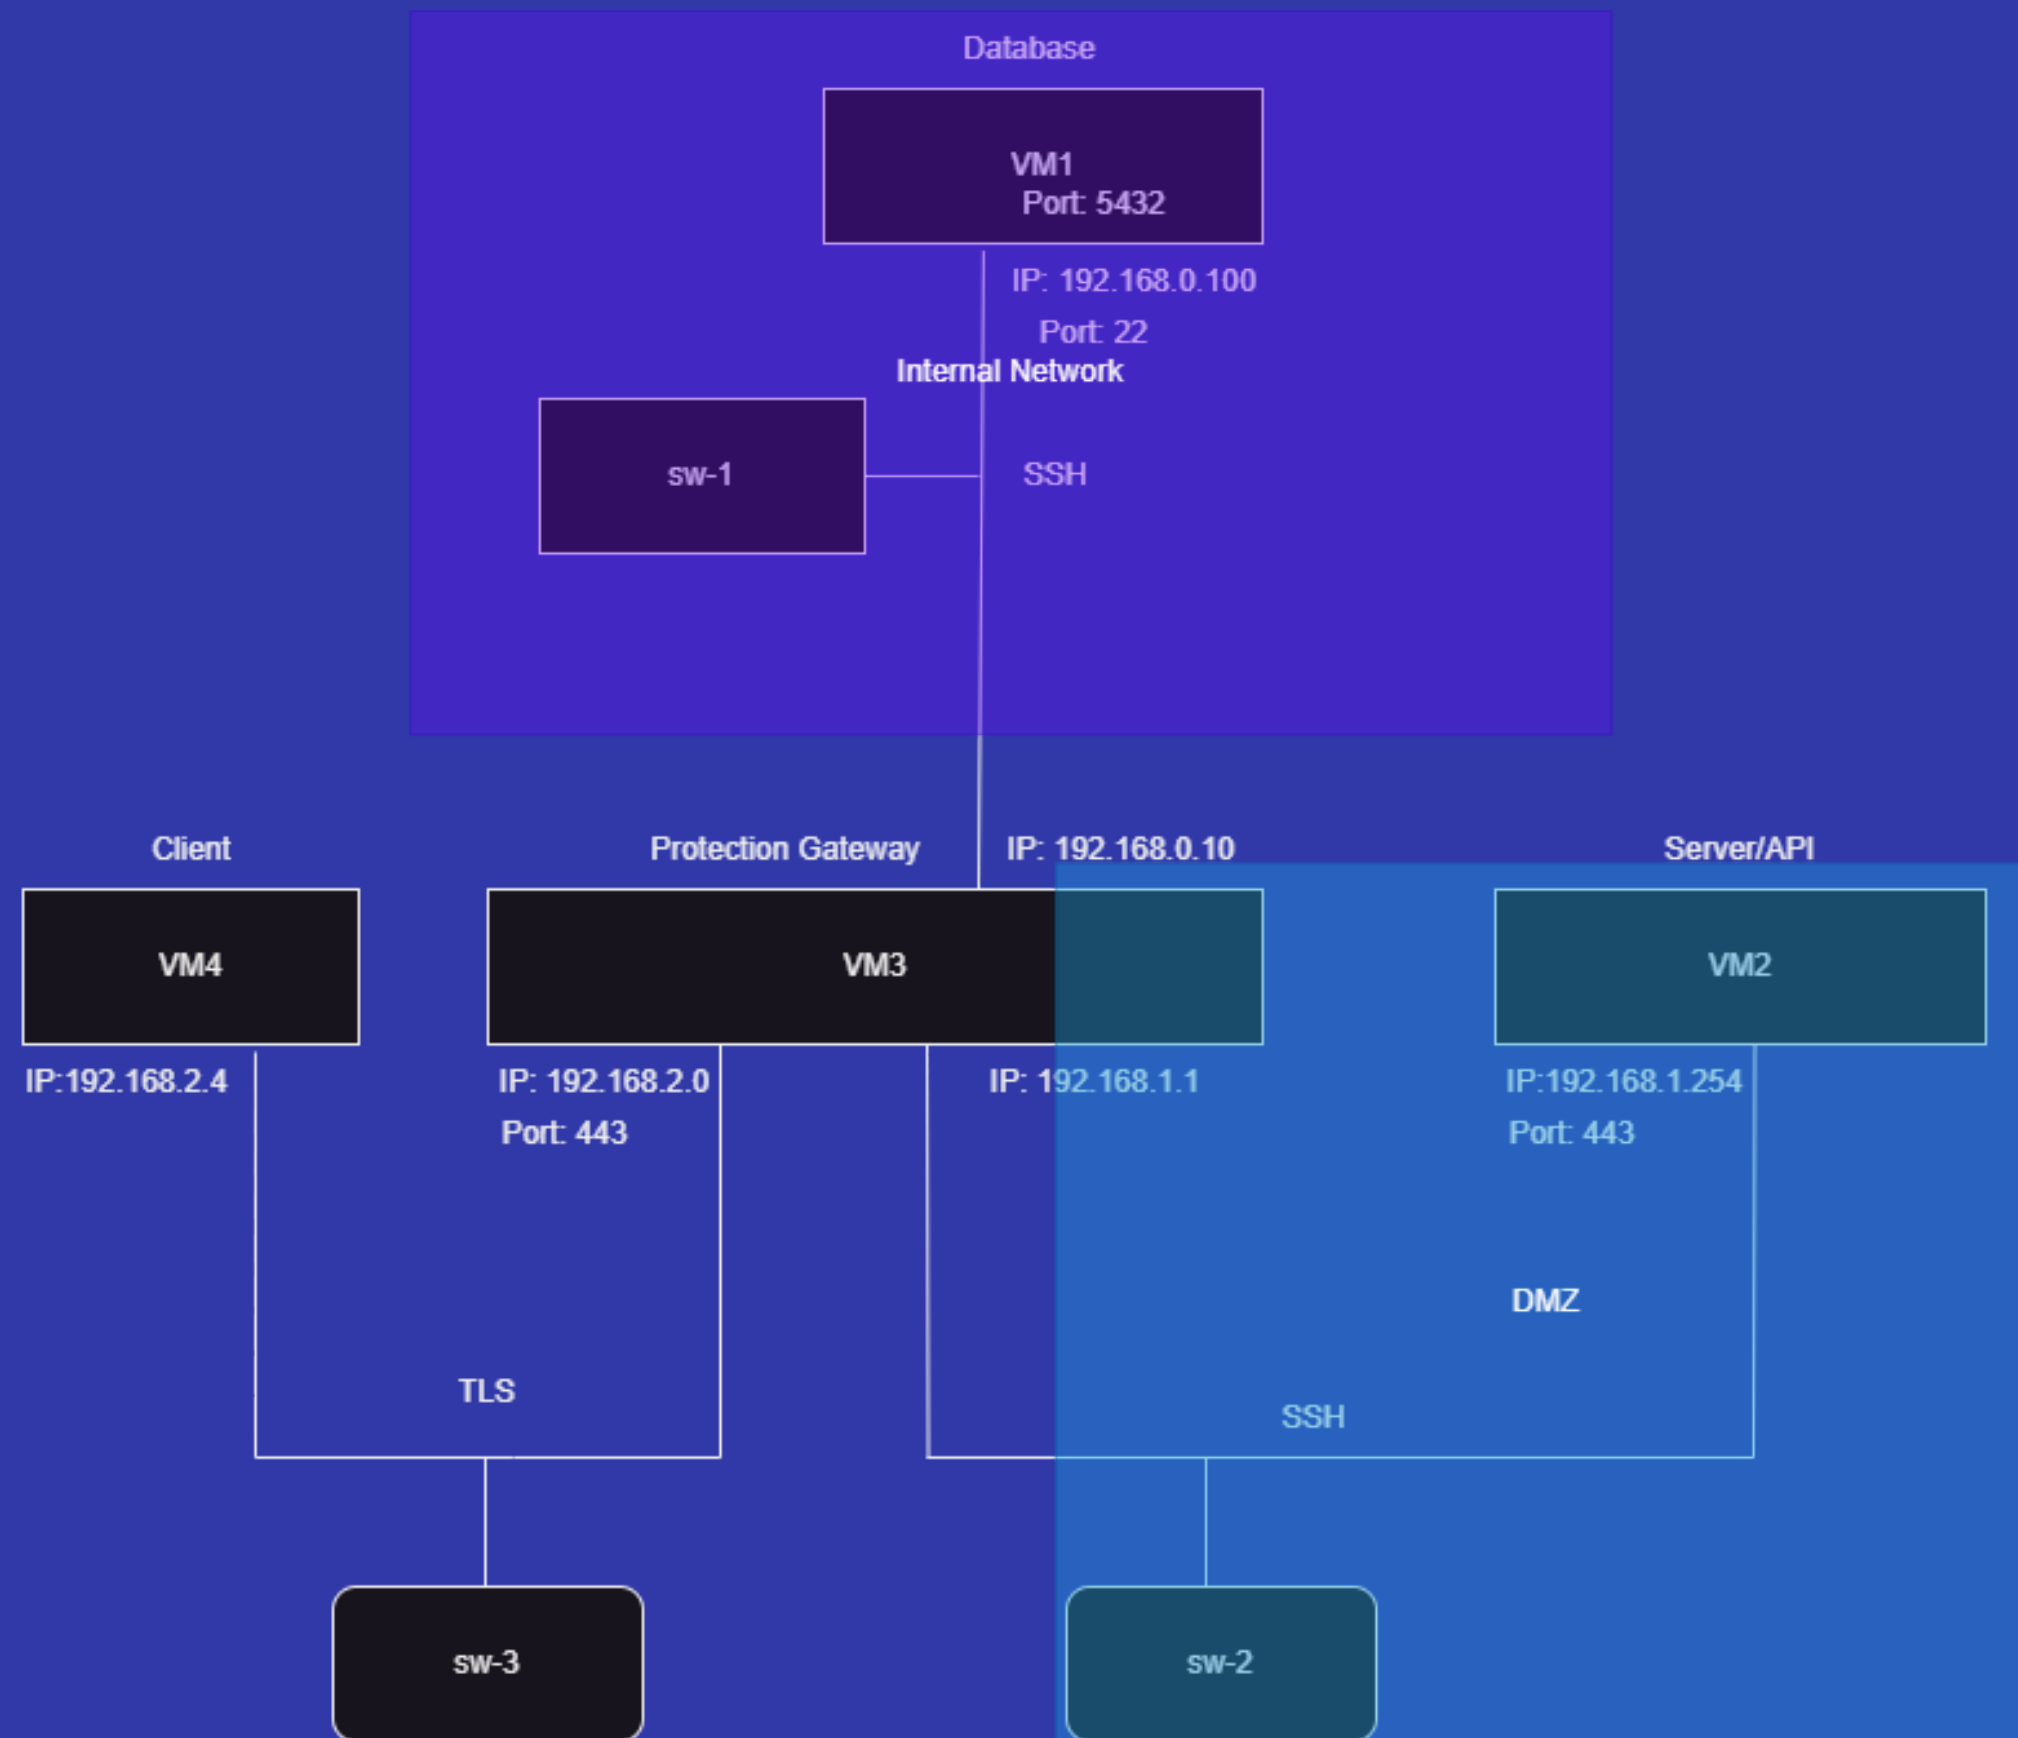 Database
VM1
Port: 5432
IP: 192.168.0.100
Port: 22
Internal Network
sw-1
SSH
Client
Protection Gateway
IP: 192.168.0.10
Server/API
VM4
VM3
VM2
IP:192.168.2.4
IP: 192.168.2.0
IP: 192.168.1.1
IP:192.168.1.254
Port: 443
Port: 443
DMZ
TLS
SSH
sw-3
sw-2